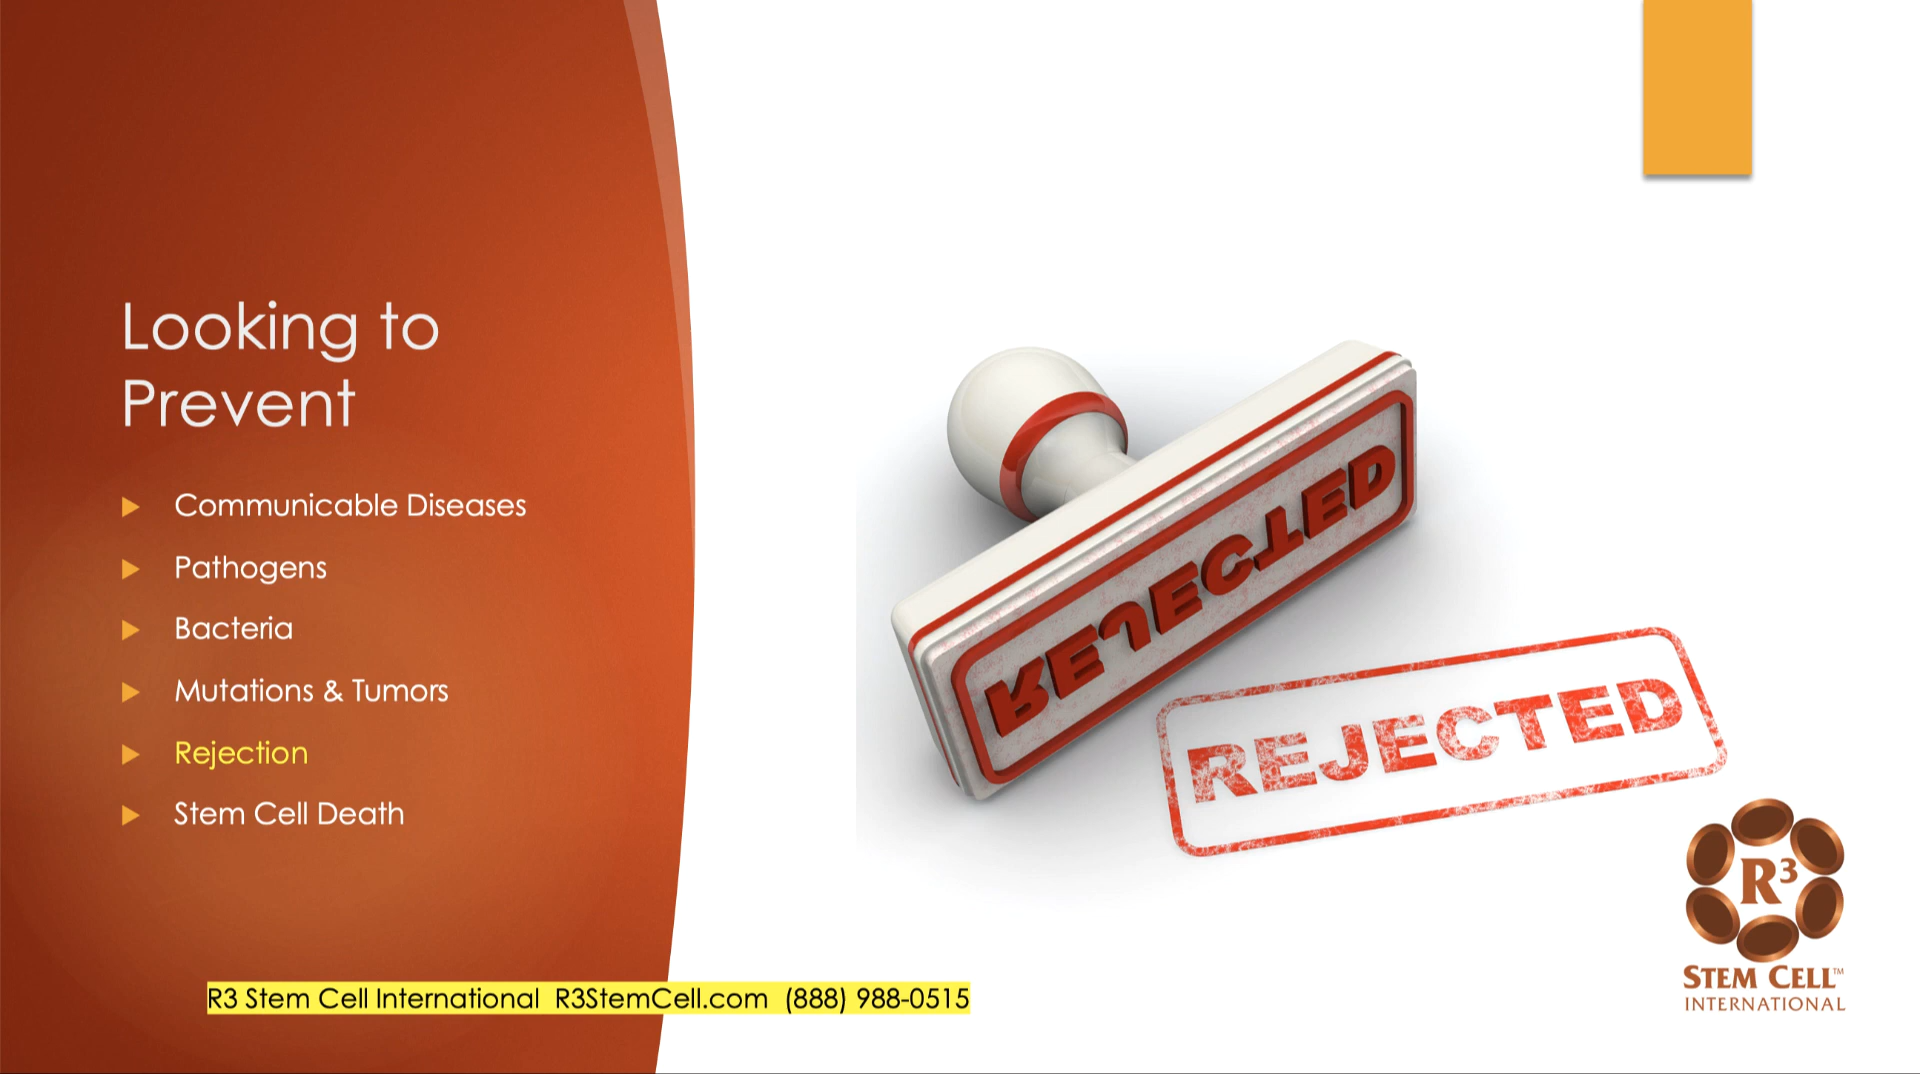 Looking to
Prevent
Communicable Diseases
Pathogens
Bacteria
Mutations & Tumors
Rejection
Stem Cell Death
REJECTED
REJECTED
R3 Stem Cell International  R3StemCell.com  (888) 988-0515
R³
STEM CELL™
INTERNATIONAL